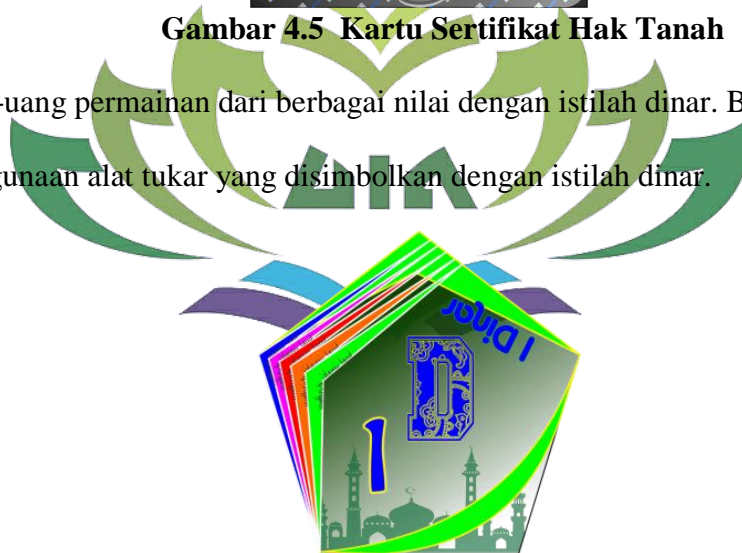 Gambar 4.5 Kartu Sertifikat Hak Tanah
-uang permainan dari berbagai nilai dengan istilah dinar. B
gunaan alat tukar yang disimbolkan dengan istilah dinar.
1 Dinar
D
1